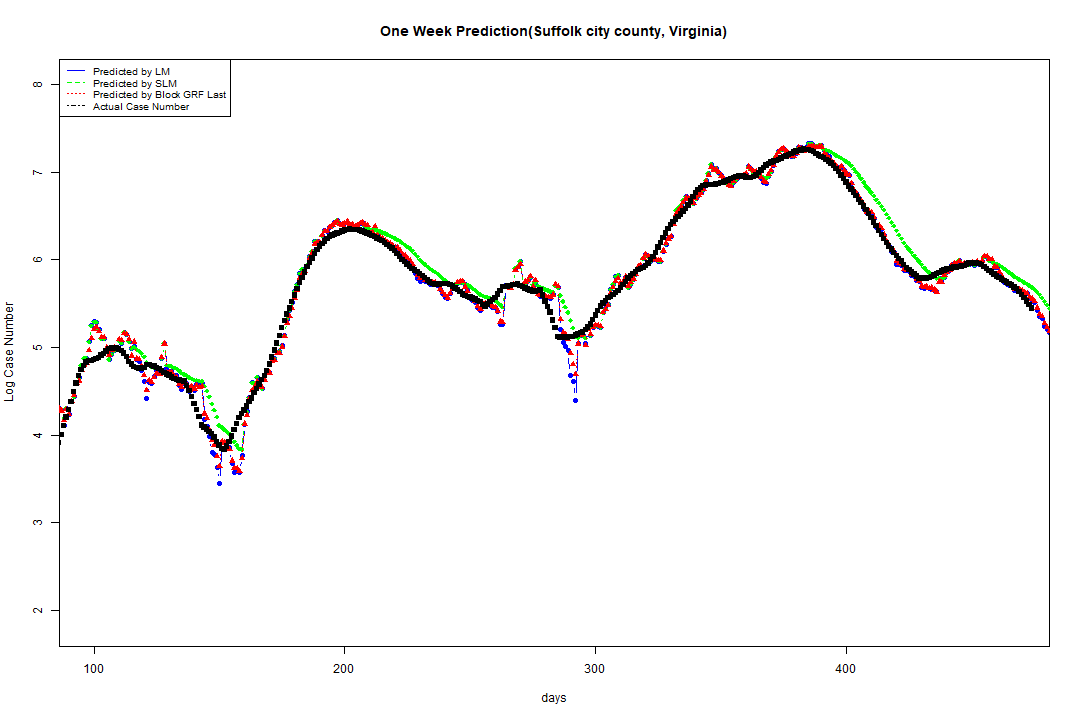 One Week Prediction(Suffolk city county, Virginia)
Predicted by LM
Predicted by SLM
Predicted by Block GRF Last
Actual Case Number
8
7
6
5
4
3
2
Log Case Number
100 200 300 400
days